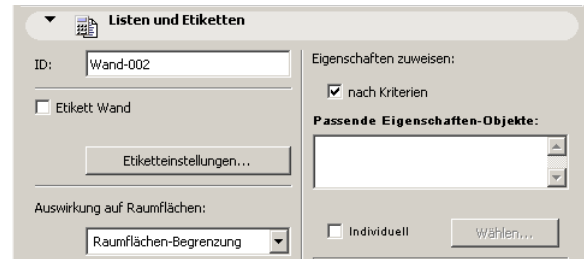 Listen und Etiketten
ID:
Wand-002
Etikett Wand
Etiketteinstellungen...
Auswirkung auf Raumflächen:
Raumflächen-Begrenzung
Eigenschaften zuweisen:
nach Kriterien
Passende Eigenschaften-Objekte:
Individuell
Wählen...